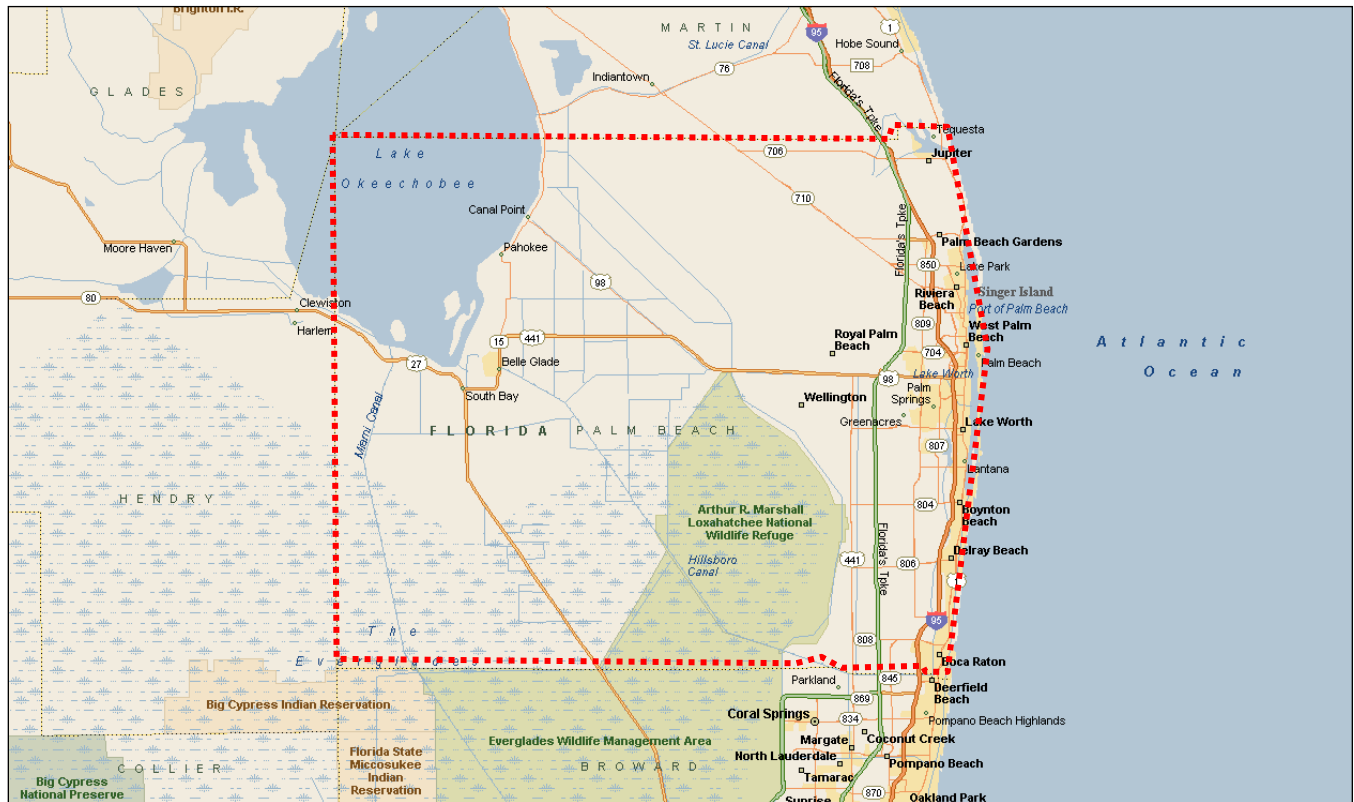 Brighton I.R.
MARTIN
95
1
St. Lucie Canal
Hobe Sound
708
76
Indiantown
GLADES
Florida's Tpke
Tequesta
Lake
Okeechobee
706
Jupiter
710
Canal Point
Florida's Tpke
Moore Haven
Pahokee
Palm Beach Gardens
850
Lake Park
98
Riviera
Beach
Singer Island
Port of Palm Beach
80
Clewiston
Harlem
809
West Palm
Beach
Atlantic
Ocean
15
441
Royal Palm
Beach
704
Palm Beach
27
Belle Glade
Lake Worth
98
Palm
Springs
South Bay
Wellington
Greenacres
Miami Canal
FLORIDA
PALM BEACH
Lake Worth
807
Lantana
HENDRY
Arthur R. Marshall
Loxahatchee National
Wildlife Refuge
804
Boynton
Beach
Hillsboro
Canal
Florida's Tpke
441
806
Delray Beach
1
95
The
Everglades
808
Boca Raton
Parkland
845
Deerfield
Beach
Big Cypress Indian Reservation
869
Coral Springs
834
Pompano Beach Highlands
Everglades Wildlife Management Area
Margate
Coconut Creek
Florida State
Miccosukee
Indian
Reservation
North Lauderdale
Pompano Beach
COLLIER
BROWARD
Tamarac
Big Cypress
National Preserve
Sunrise
870
Oakland Park